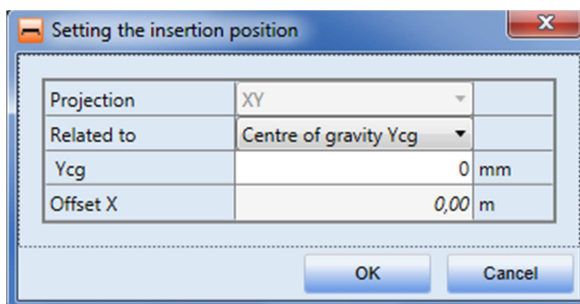 Setting the insertion position
Projection XY
Related to Centre of gravity Ycg
Ycg 0 mm
Offset X 0,00 m
OK Cancel